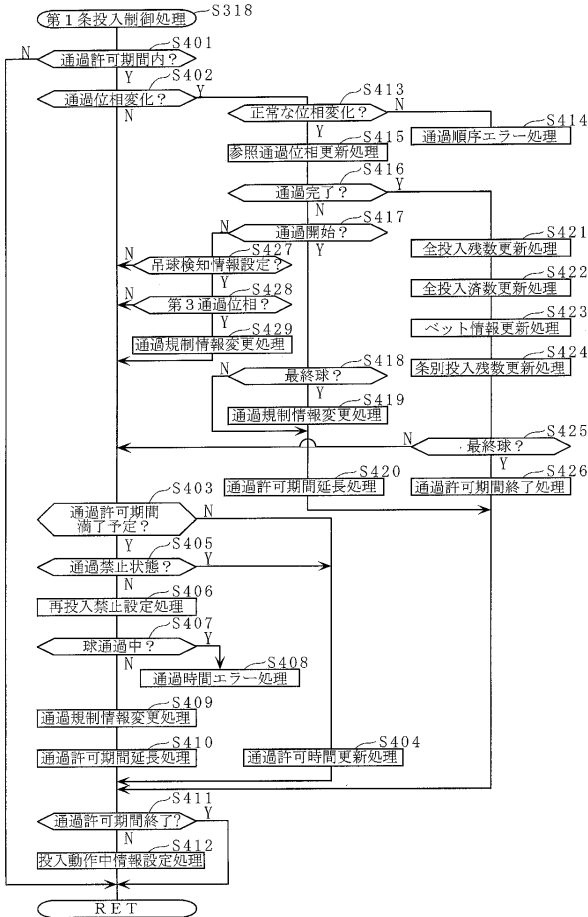 第1条投入制御処理
S318
S401
N
通過許可期間内?
Y
S402
通過位相変化?
Y
N
S413
正常な位相変化?
N
Y
S414
通過順序エラー処理
S415
参照通過位相更新処理
S416
通過完了?
Y
N
S417
N
通過開始?
Y
S421
全投入残数更新処理
S427
N
吊球検知情報設定?
Y
S422
全投入済数更新処理
S428
N
第3通過位相?
Y
S423
ベット情報更新処理
S429
通過規制情報変更処理
S424
条別投入残数更新処理
S418
N
最終球?
Y
S419
通過規制情報変更処理
S425
N
最終球?
Y
S420
通過許可期間延長処理
S426
通過許可期間終了処理
S403
通過許可期間
満了予定?
N
Y
S405
通過禁止状態?
Y
N
S406
再投入禁止設定処理
S407
球通過中?
Y
N
S408
通過時間エラー処理
S409
通過規制情報変更処理
S410
通過許可期間延長処理
S404
通過許可時間更新処理
S411
通過許可期間終了?
Y
N
S412
投入動作中情報設定処理
RET